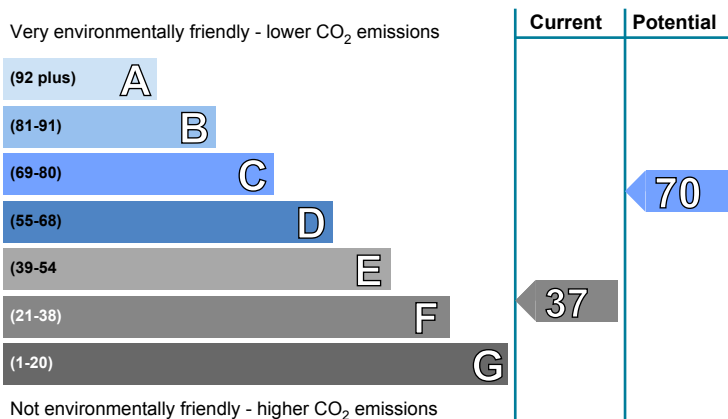 Current Potential
Very environmentally friendly - lower CO2 emissions
(92 plus) A
(81-91) B
(69-80) C
70
(55-68) D
(39-54 E
37
(21-38) F
(1-20) G
Not environmentally friendly - higher CO2 emissions